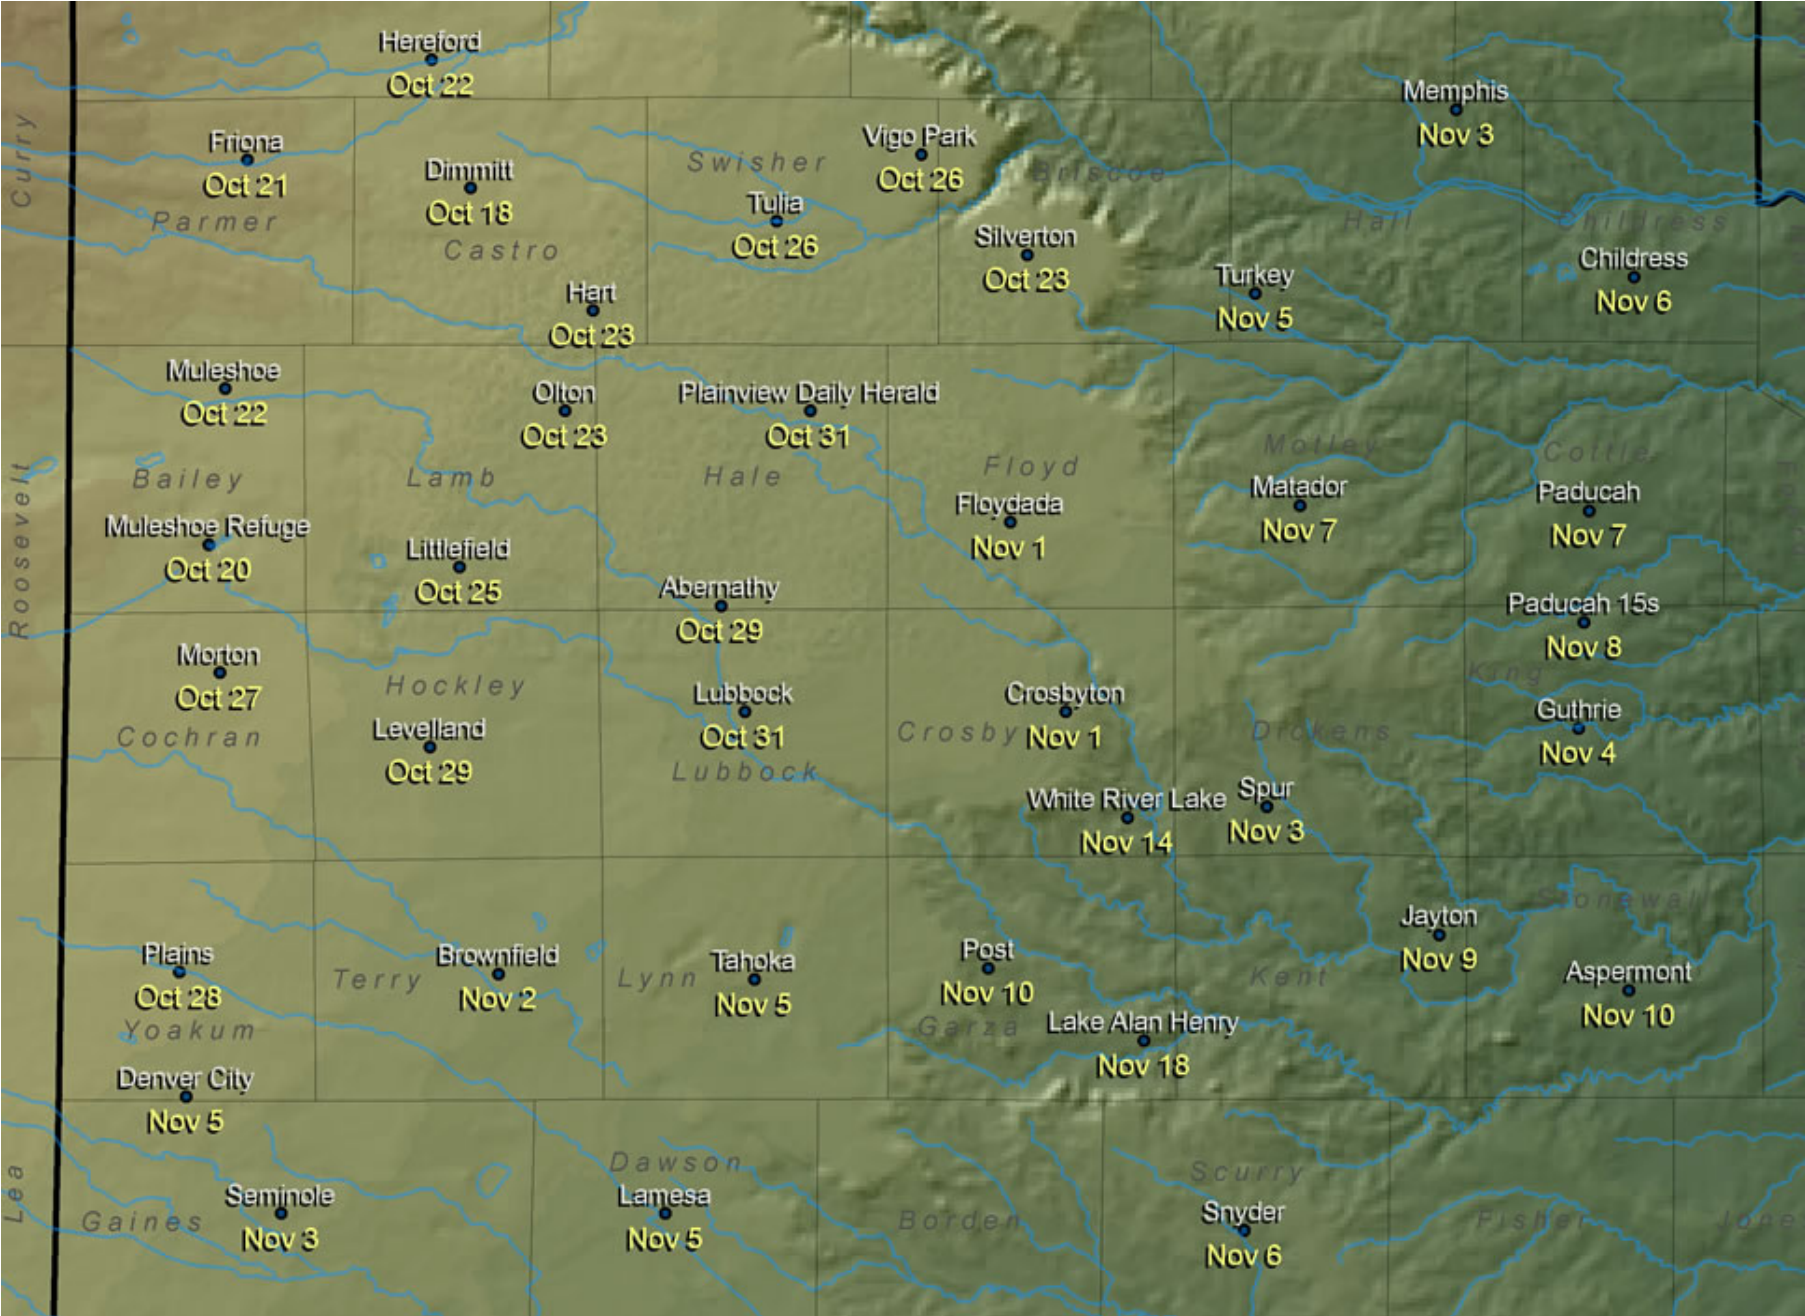 Hereford
Oct 22
Memphis
Nov 3
Curry
Friona
Oct 21
Vigo Park
Oct 26
Swisher
Dimmitt
Oct 18
Briscoe
Parmer
Tulia
Oct 26
Hall
Childress
Castro
Silverton
Oct 23
Childress
Nov 6
Turkey
Nov 5
Hart
Oct 23
Muleshoe
Oct 22
Olton
Oct 23
Plainview Daily Herald
Oct 31
Motley
Cottle
Roosevelt
Bailey
Lamb
Hale
Floyd
Matador
Nov 7
Paducah
Nov 7
Floydada
Nov 1
Muleshoe Refuge
Oct 20
Littlefield
Oct 25
Abernathy
Oct 29
Paducah 15s
Nov 8
Morton
Oct 27
Hockley
King
Lubbock
Oct 31
Crosbyton
Nov 1
Guthrie
Nov 4
Cochran
Levelland
Oct 29
Crosby
Dickens
Lubbock
White River Lake
Nov 14
Spur
Nov 3
Stonewall
Jayton
Nov 9
Plains
Oct 28
Brownfield
Nov 2
Terry
Lynn
Tahoka
Nov 5
Post
Nov 10
Kent
Aspermont
Nov 10
Yoakum
Garza
Lake Alan Henry
Nov 18
Denver City
Nov 5
Lea
Dawson
Scurry
Seminole
Nov 3
Gaines
Lamesa
Nov 5
Borden
Snyder
Nov 6
Fisher
Jone